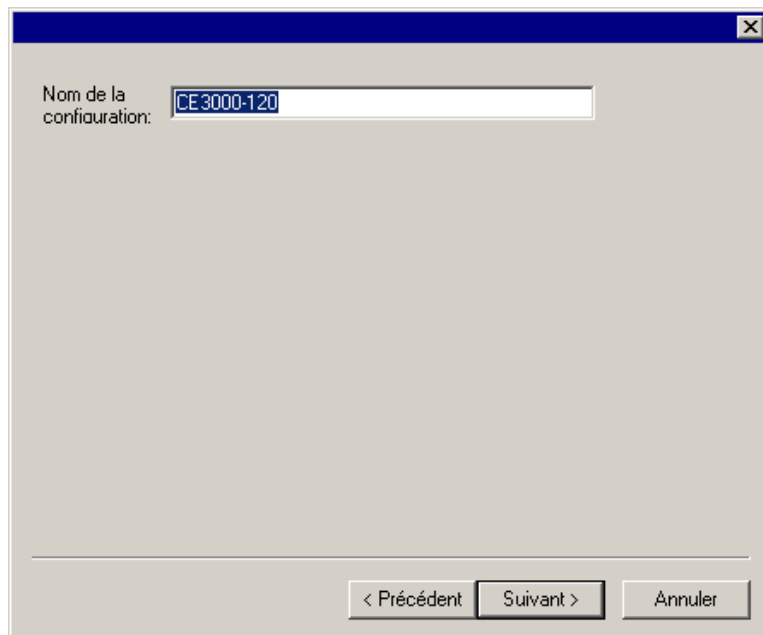 Nom de la
configuration:
CE3000-120
< Précédent
Suivant >
Annuler